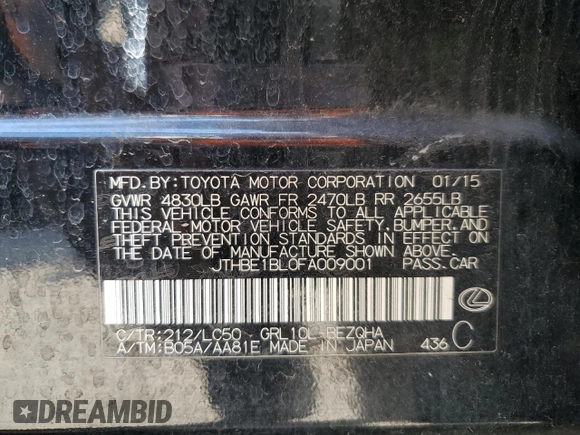 MFD.BY:TOYOTA MOTOR CORPORATION 01/15
GVWR 4830LB GAWR FR 2470LB RR 2655LB
THIS VEHICLE CONFORMS TO ALL APPLICABLE
FEDERAL MOTOR VEHICLE SAFETY,BUMPER,AND
THEFT PREVENTION STANDARDS IN EFFECT ON
THE DATE OF MANUFACTURE SHOWN ABOVE.
JTHBE1BL0FA009001 PASS.CAR
C/TR:212/LC50 GRL10L-BEZQHA
A/TM:B05A/AA81E MADE IN JAPAN 436 C
DREAMBID